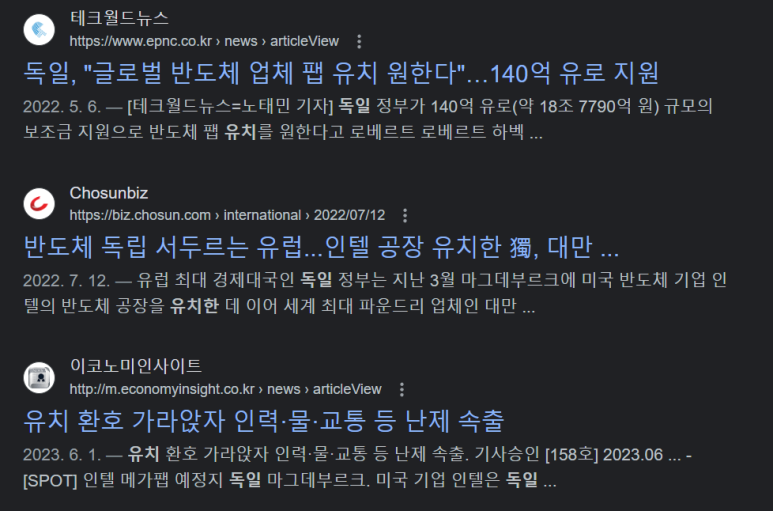 테크월드뉴스
https://www.epnc.co.kr › news › articleView
독일, "글로벌 반도체 업체 팹 유치 원한다"...140억 유로 지원
2022. 5. 6. — [테크월드뉴스=노태민 기자] 독일 정부가 140억 유로(약 18조 7790억 원) 규모의
보조금 지원으로 반도체 팹 유치를 원한다고 로베르트 로베르트 하벡 ...
Chosunbiz
https://biz.chosun.com › international › 2022/07/12
반도체 독립 서두르는 유럽...인텔 공장 유치한 獨, 대만 ...
2022. 7. 12. — 유럽 최대 경제대국인 독일 정부는 지난 3월 마그데부르크에 미국 반도체 기업 인
텔의 반도체 공장을 유치한 데 이어 세계 최대 파운드리 업체인 대만 ...
이코노미인사이트
http://m.economyinsight.co.kr › news › articleView
유치 환호 가라앉자 인력·물·교통 등 난제 속출
2023. 6. 1. — 유치 환호 가라앉자 인력·물·교통 등 난제 속출. 기사승인 [158호] 2023.06 ... -
[SPOT] 인텔 메가팹 예정지 독일 마그데부르크. 미국 기업 인텔은 독일 ...